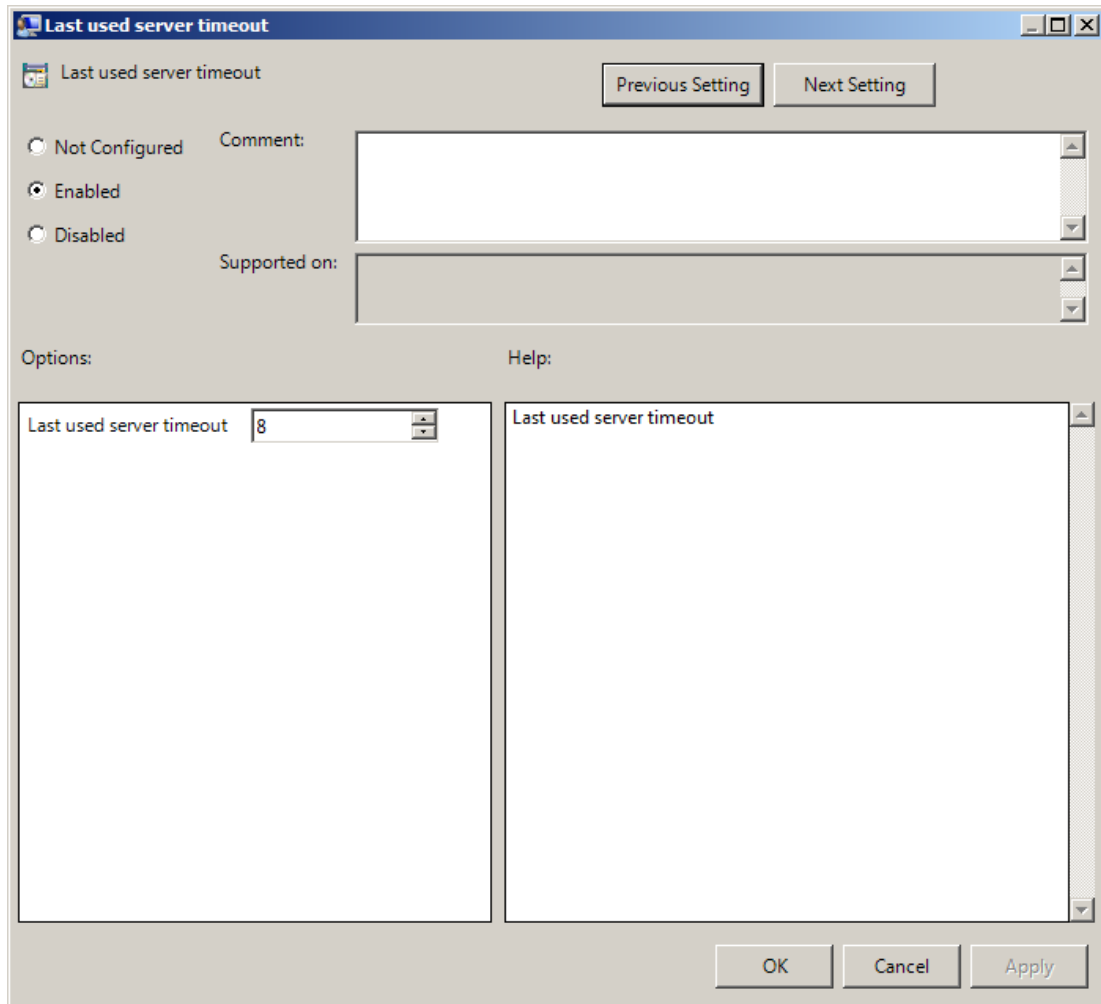 Last used server timeout
Last used server timeout
Previous Setting
Next Setting
Not Configured
Comment:
Enabled
Disabled
Supported on:
Options:
Help:
Last used server timeout 8
Last used server timeout
OK
Cancel
Apply